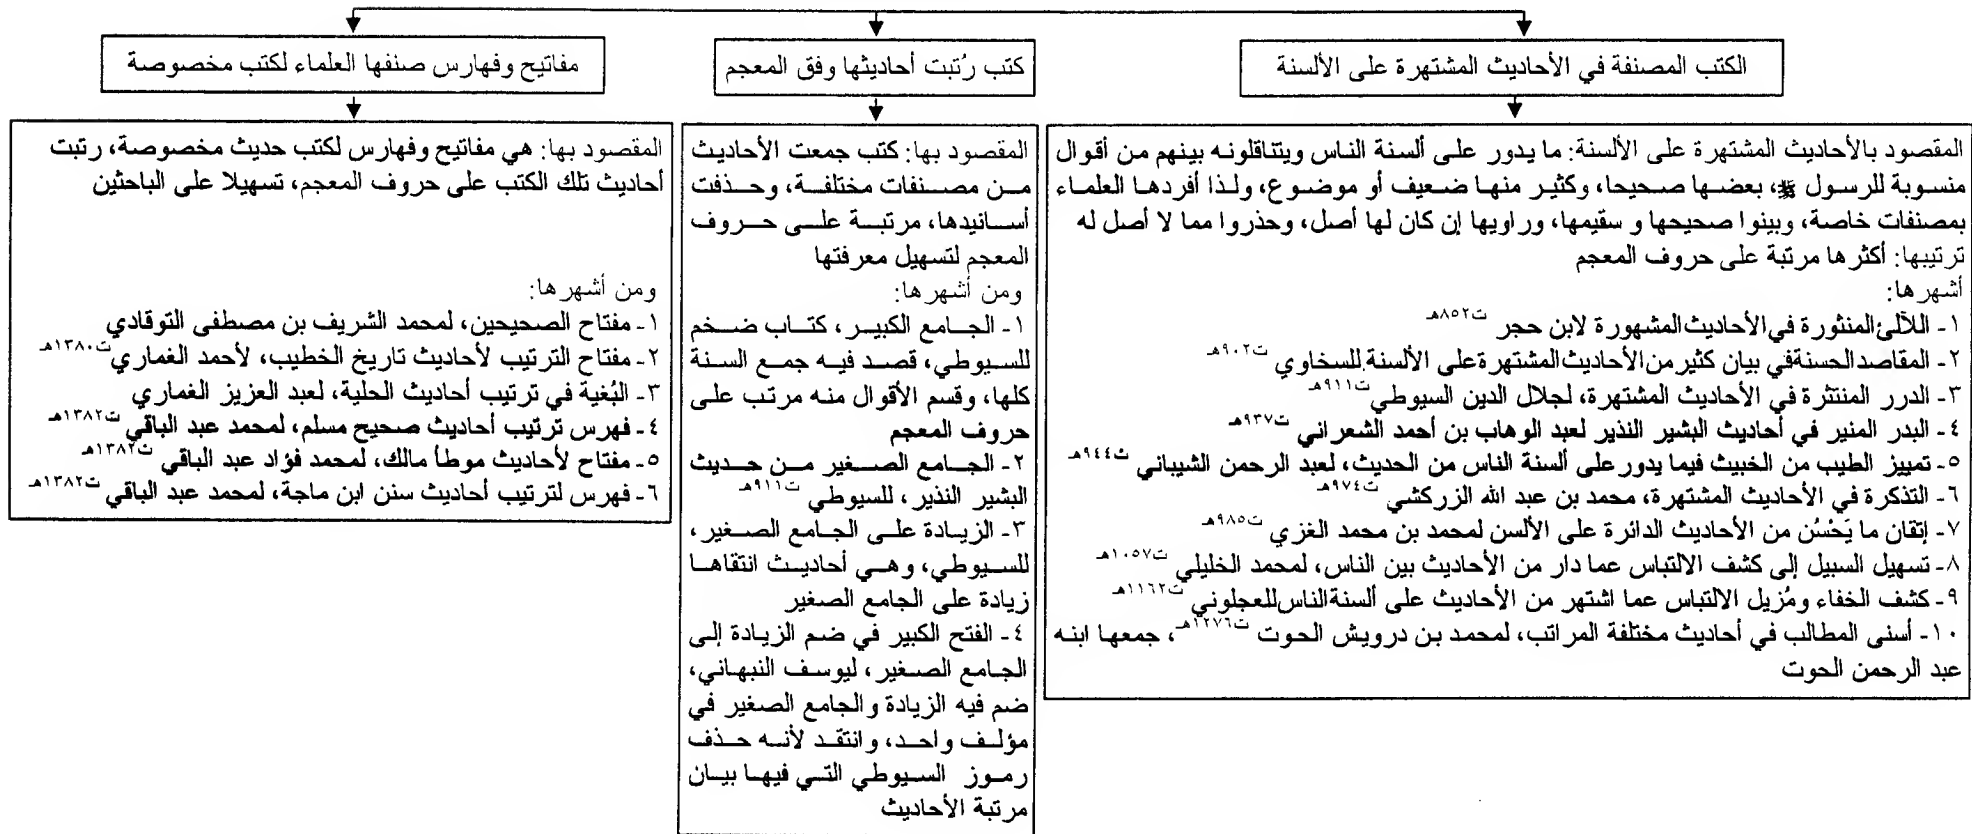 الكتب المصنفة في الأحاديث المشتهرة على الألسنة
المقصود بالأحاديث المشتهرة على الألسنة: ما يدور على ألسنة الناس ويتناقلونه بينهم من أقوال
منسوبة للرسول ﷺ، بعضها صحيحا، وكثير منها ضعيف أو موضوع، ولذا أفردها العلماء
بمصنفات خاصة، وبينوا صحيحها و سقيمها، وراويها إن كان لها أصل، وحذروا مما لا أصل له
ترتيبها: أكثرها مرتبة على حروف المعجم
أشهرها:
١- اللآلئ المنثورة في الأحاديث المشهورة لابن حجر ت٨٥٢هـ
٢- المقاصد الحسنة في بيان كثير من الأحاديث المشتهرة على الألسنة.للسخاوي ت٩٠٢هـ
٣- الدرر المنتثرة في الأحاديث المشتهرة، لجلال الدين السيوطي ت٩١١هـ
٤- البدر المنير في أحاديث البشير النذير لعبد الوهاب بن أحمد الشعراني ت٩٣٧هـ
٥- تمييز الطيب من الخبيث فيما يدور على ألسنة الناس من الحديث، لعبد الرحمن الشيباني ت٩٤٤هـ
٦- التذكرة في الأحاديث المشتهرة، محمد بن عبد الله الزركشي ت٩٧٤هـ
٧- إتقان ما يَحْسُن من الأحاديث الدائرة على الألسن لمحمد بن محمد الغزي ت٩٨٥هـ
٨- تسهيل السبيل إلى كشف الالتباس عما دار من الأحاديث بين الناس، لمحمد الخليلي ت١٠٥٧هـ
٩- كشف الخفاء ومُزيل الالتباس عما اشتهر من الأحاديث على ألسنة الناس للعجلوني ت١١٦٢هـ
١٠- أسنى المطالب في أحاديث مختلفة المراتب، لمحمد بن درويش الحوت ت١٢٧٦هـ، جمعها ابنه
عبد الرحمن الحوت
كتب رُتبت أحاديثها وفق المعجم
المقصود بها: كتب جمعت الأحاديث
من مصنفات مختلفة، وحذفت
أسانيدها، مرتبة على حروف
المعجم لتسهيل معرفتها
ومن أشهرها:
١- الجامع الكبير، كتاب ضخم
للسيوطي، قصد فيه جمع السنة
كلها، وقسم الأقوال منه مرتب على
حروف المعجم
٢- الجامع الصغير من حديث
البشير النذير، للسيوطي ت٩١١هـ
٣- الزيادة على الجامع الصغير،
للسيوطي، وهي أحاديث انتقاها
زيادة على الجامع الصغير
٤- الفتح الكبير في ضم الزيادة إلى
الجامع الصغير، ليوسف النبهاني،
ضم فيه الزيادة والجامع الصغير في
مؤلف واحد، وانتقد لأنه حذف
رموز السيوطي التي فيها بيان
مرتبة الأحاديث
مفاتيح وفهارس صنفها العلماء لكتب مخصوصة
المقصود بها: هي مفاتيح وفهارس لكتب حديث مخصوصة، رتبت
أحاديث تلك الكتب على حروف المعجم، تسهيلا على الباحثين
ومن أشهرها:
١- مفتاح الصحيحين، لمحمد الشريف بن مصطفى التوقادي
٢- مفتاح الترتيب لأحاديث تاريخ الخطيب، لأحمد الغماري ت١٣٨٠هـ
٣- البُغية في ترتيب أحاديث الحلية، لعبد العزيز الغماري
٤- فهرس ترتيب أحاديث صحيح مسلم، لمحمد عبد الباقي ت١٣٨٢هـ
٥- مفتاح لأحاديث موطأ مالك، لمحمد فؤاد عبد الباقي ت١٣٨٢هـ
٦- فهرس لترتيب أحاديث سنن ابن ماجة، لمحمد عبد الباقي ت١٣٨٢هـ